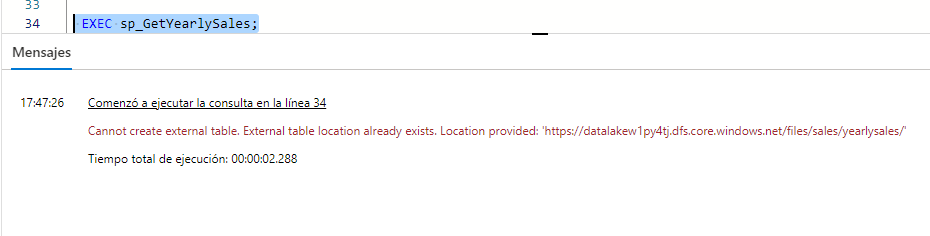 33
34 EXEC sp_GetYearlySales;
Mensajes
17:47:26 Comenzó a ejecutar la consulta en la línea 34
Cannot create external table. External table location already exists. Location provided: 'https://datalakew1py4tj.dfs.core.windows.net/files/sales/yearlysales/'
Tiempo total de ejecución: 00:00:02.288